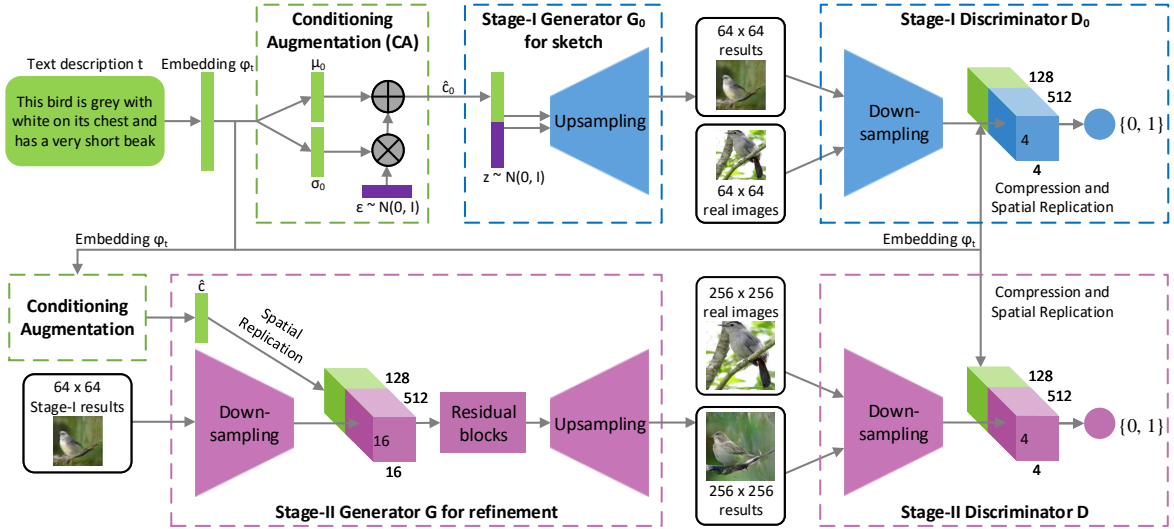 Conditioning
Augmentation (CA)
Stage-I Generator G₀
for sketch
Stage-I Discriminator D₀
Text description t
Embedding φₜ
This bird is grey with
white on its chest and
has a very short beak
μ₀
σ₀
ε ~ N(0, I)
ĉ₀
z ~ N(0, I)
Upsampling
64 x 64
results
64 x 64
real images
Down-
sampling
128
512
4
4
{0, 1}
Compression and
Spatial Replication
Embedding φₜ
Embedding φₜ
Conditioning
Augmentation
ĉ
Spatial
Replication
64 x 64
Stage-I results
Down-
sampling
128
512
16
16
Residual
blocks
Upsampling
Stage-II Generator G for refinement
256 x 256
real images
256 x 256
results
Compression and
Spatial Replication
Down-
sampling
128
512
4
4
{0, 1}
Stage-II Discriminator D